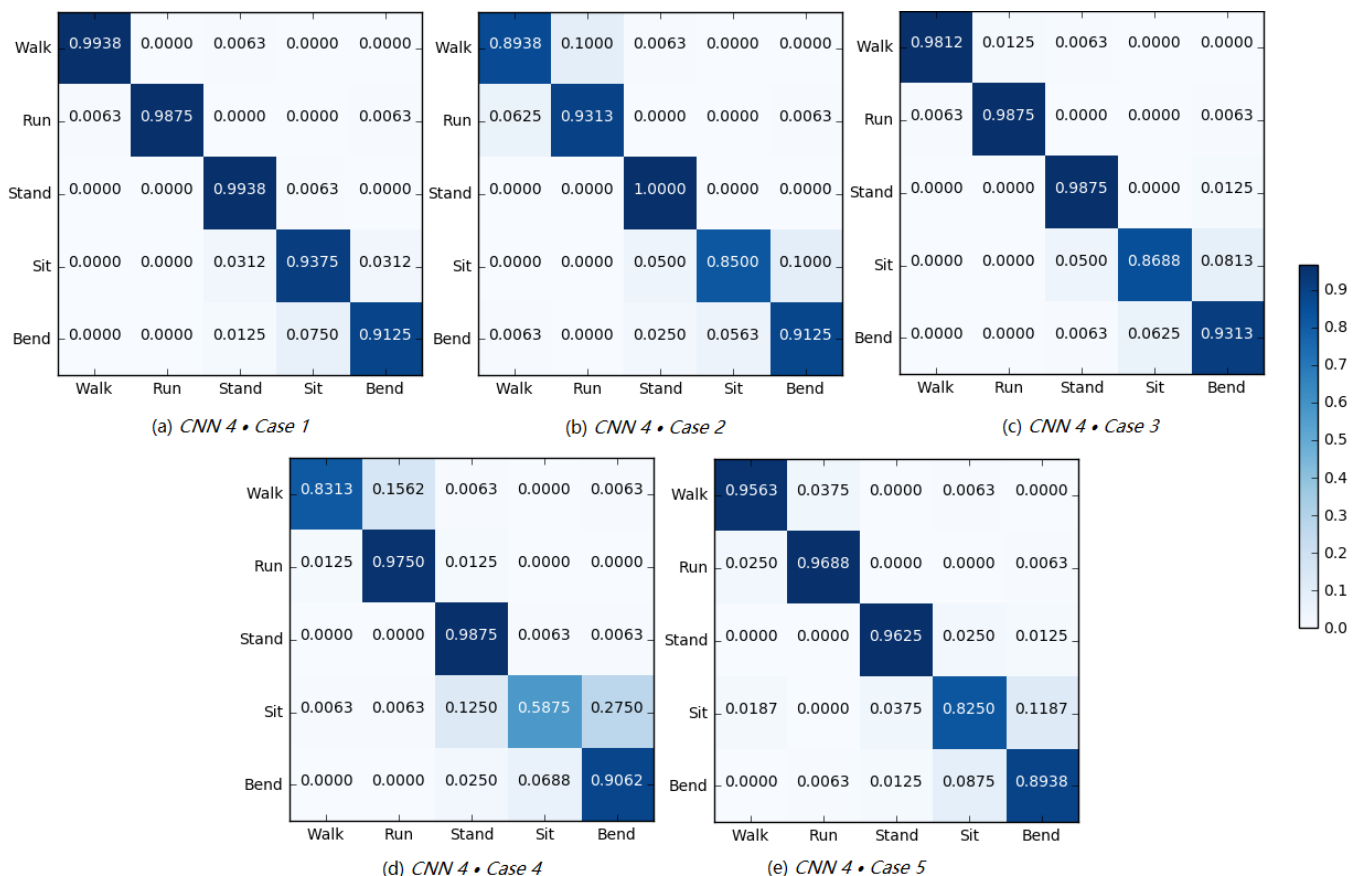 Walk 0.9938 0.0000 0.0063 0.0000 0.0000
Run 0.0063 0.9875 0.0000 0.0000 0.0063
Stand 0.0000 0.0000 0.9938 0.0063 0.0000
Sit 0.0000 0.0000 0.0312 0.9375 0.0312
Bend 0.0000 0.0000 0.0125 0.0750 0.9125
Walk Run Stand Sit Bend
(a) CNN 4 • Case 1
Walk 0.8938 0.1000 0.0063 0.0000 0.0000
Run 0.0625 0.9313 0.0000 0.0000 0.0063
Stand 0.0000 0.0000 1.0000 0.0000 0.0000
Sit 0.0000 0.0000 0.0500 0.8500 0.1000
Bend 0.0063 0.0000 0.0250 0.0563 0.9125
Walk Run Stand Sit Bend
(b) CNN 4 • Case 2
Walk 0.9812 0.0125 0.0063 0.0000 0.0000
Run 0.0063 0.9875 0.0000 0.0000 0.0063
Stand 0.0000 0.0000 0.9875 0.0000 0.0125
Sit 0.0000 0.0000 0.0500 0.8688 0.0813
Bend 0.0000 0.0000 0.0063 0.0625 0.9313
Walk Run Stand Sit Bend
(c) CNN 4 • Case 3
Walk 0.8313 0.1562 0.0063 0.0000 0.0063
Run 0.0125 0.9750 0.0125 0.0000 0.0000
Stand 0.0000 0.0000 0.9875 0.0063 0.0063
Sit 0.0063 0.0063 0.1250 0.5875 0.2750
Bend 0.0000 0.0000 0.0250 0.0688 0.9062
Walk Run Stand Sit Bend
(d) CNN 4 • Case 4
Walk 0.9563 0.0375 0.0000 0.0063 0.0000
Run 0.0250 0.9688 0.0000 0.0000 0.0063
Stand 0.0000 0.0000 0.9625 0.0250 0.0125
Sit 0.0187 0.0000 0.0375 0.8250 0.1187
Bend 0.0000 0.0063 0.0125 0.0875 0.8938
Walk Run Stand Sit Bend
(e) CNN 4 • Case 5
0.9
0.8
0.7
0.6
0.5
0.4
0.3
0.2
0.1
0.0